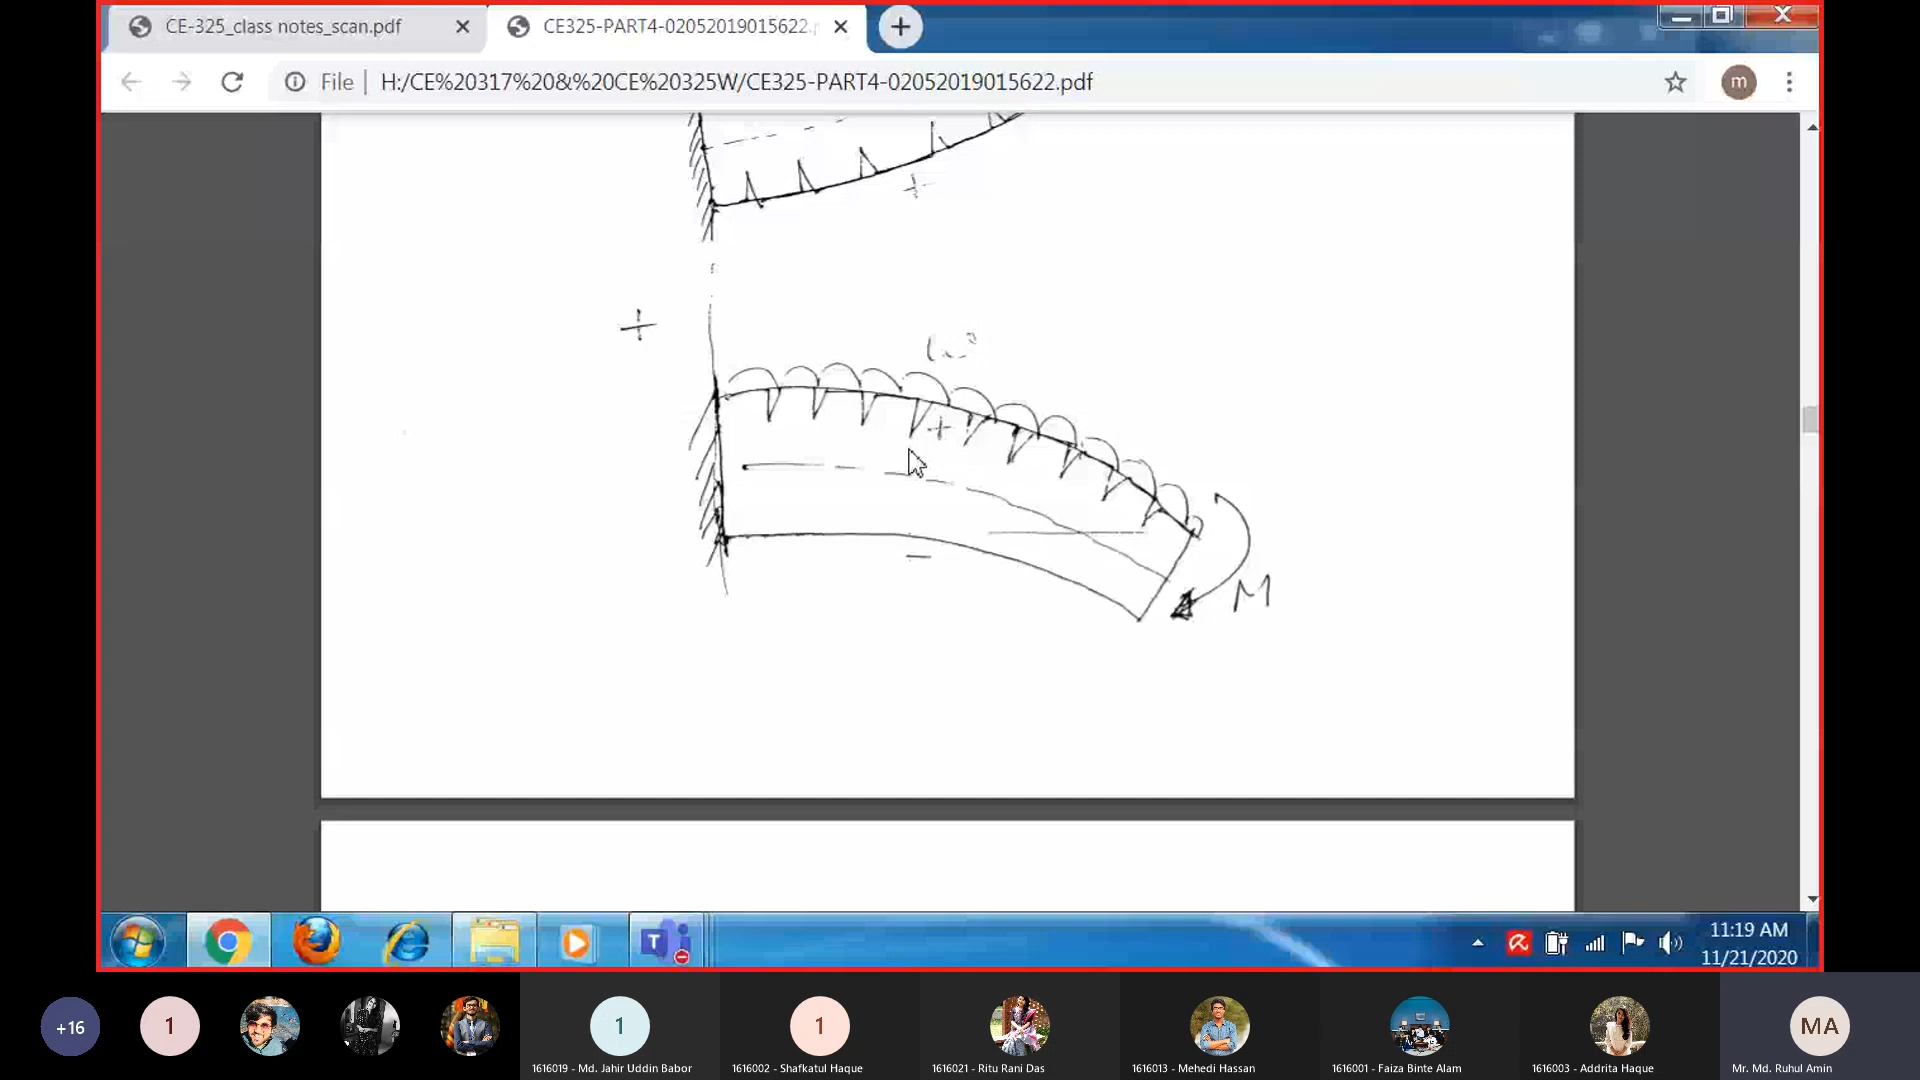 CE-325_class notes_scan.pdf
CE325-PART4-02052019015622.p
File | H:/CE%20317%20&%20CE%20325W/CE325-PART4-02052019015622.pdf
m
+
+
+
-
M
T
11:19 AM
11/21/2020
+16
1
1
1
MA
1616019 - Md. Jahir Uddin Babor
1616002 - Shafkatul Haque
1616021 - Ritu Rani Das
1616013 - Mehedi Hassan
1616001 - Faiza Binte Alam
1616003 - Addrita Haque
Mr. Md. Ruhul Amin